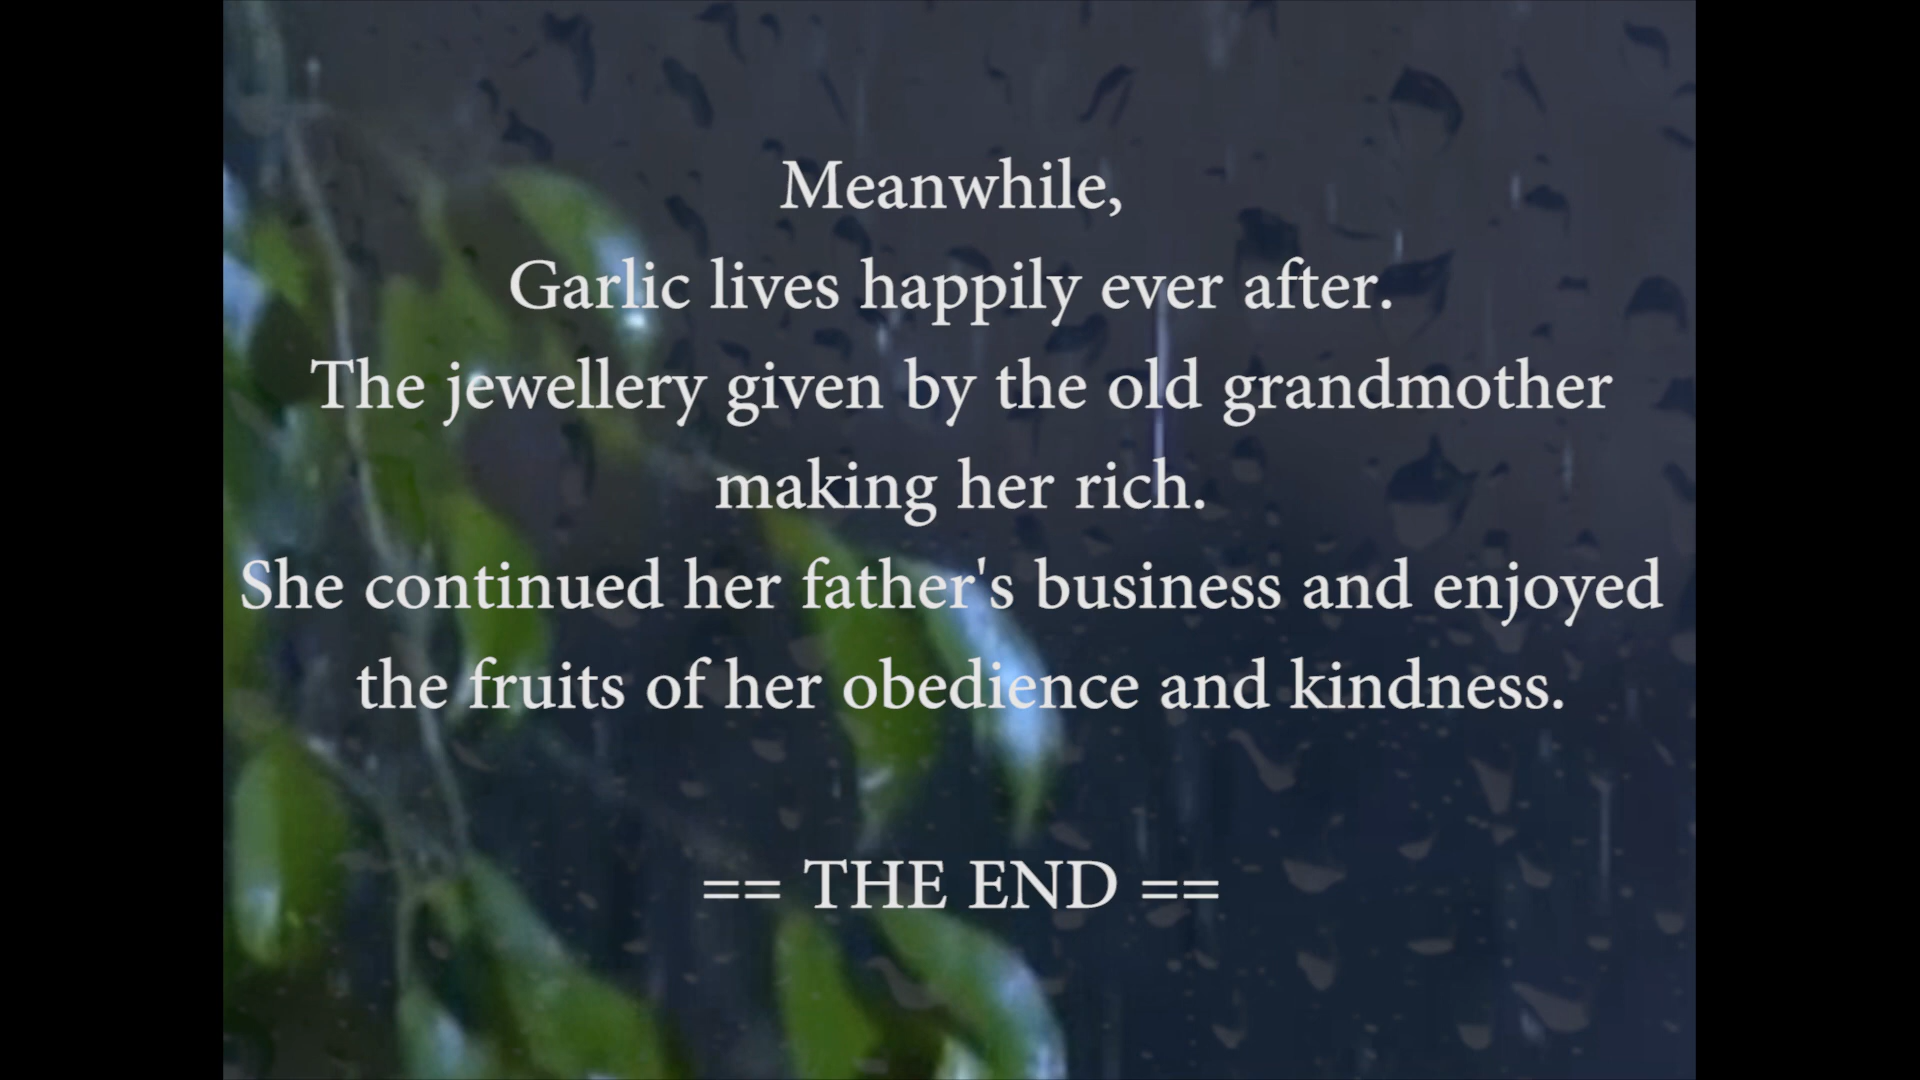 Meanwhile,
Garlic lives happily ever after.
The jewellery given by the old grandmother
making her rich.
She continued her father's business and enjoyed
the fruits of her obedience and kindness.
== THE END ==